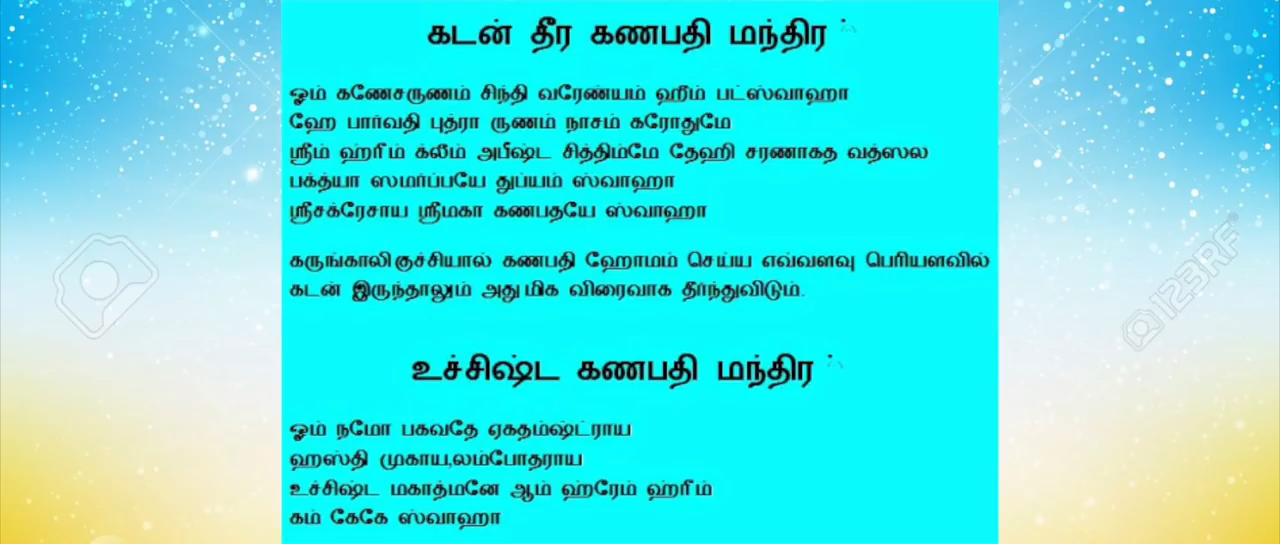 கடன் தீர கணபதி மந்திர
ஓம் கணேசருணம் சிந்தி வரேண்யம் ஹீம் பட்ஸ்வாஹா
ஹே பார்வதி புத்ரா ருணம் நாசம் கரோதுமே
ஸ்ரீம் ஹ்ரீம் க்லீம் அபீஷ்ட சித்திம்மே தேஹி சரணாகத வத்ஸல
பக்த்யா ஸமர்ப்பயே துப்யம் ஸ்வாஹா
ஸ்ரீசக்ரேசாய ஸ்ரீமகா கணபதயே ஸ்வாஹா
கருங்காலிகுச்சியால் கணபதி ஹோமம் செய்ய எவ்வளவு பெரியளவில்
கடன் இருந்தாலும் அதுமிக விரைவாக தீர்ந்துவிடும்.
உச்சிஷ்ட கணபதி மந்திர
ஓம் நமோ பகவதே ஏகதம்ஷ்ட்ராய
ஹஸ்தி முகாய,லம்போதராய
உச்சிஷ்ட மகாத்மனே ஆம் ஹ்ரேம் ஹ்ரீம்
கம் கேகே ஸ்வாஹா
123RF
123RF